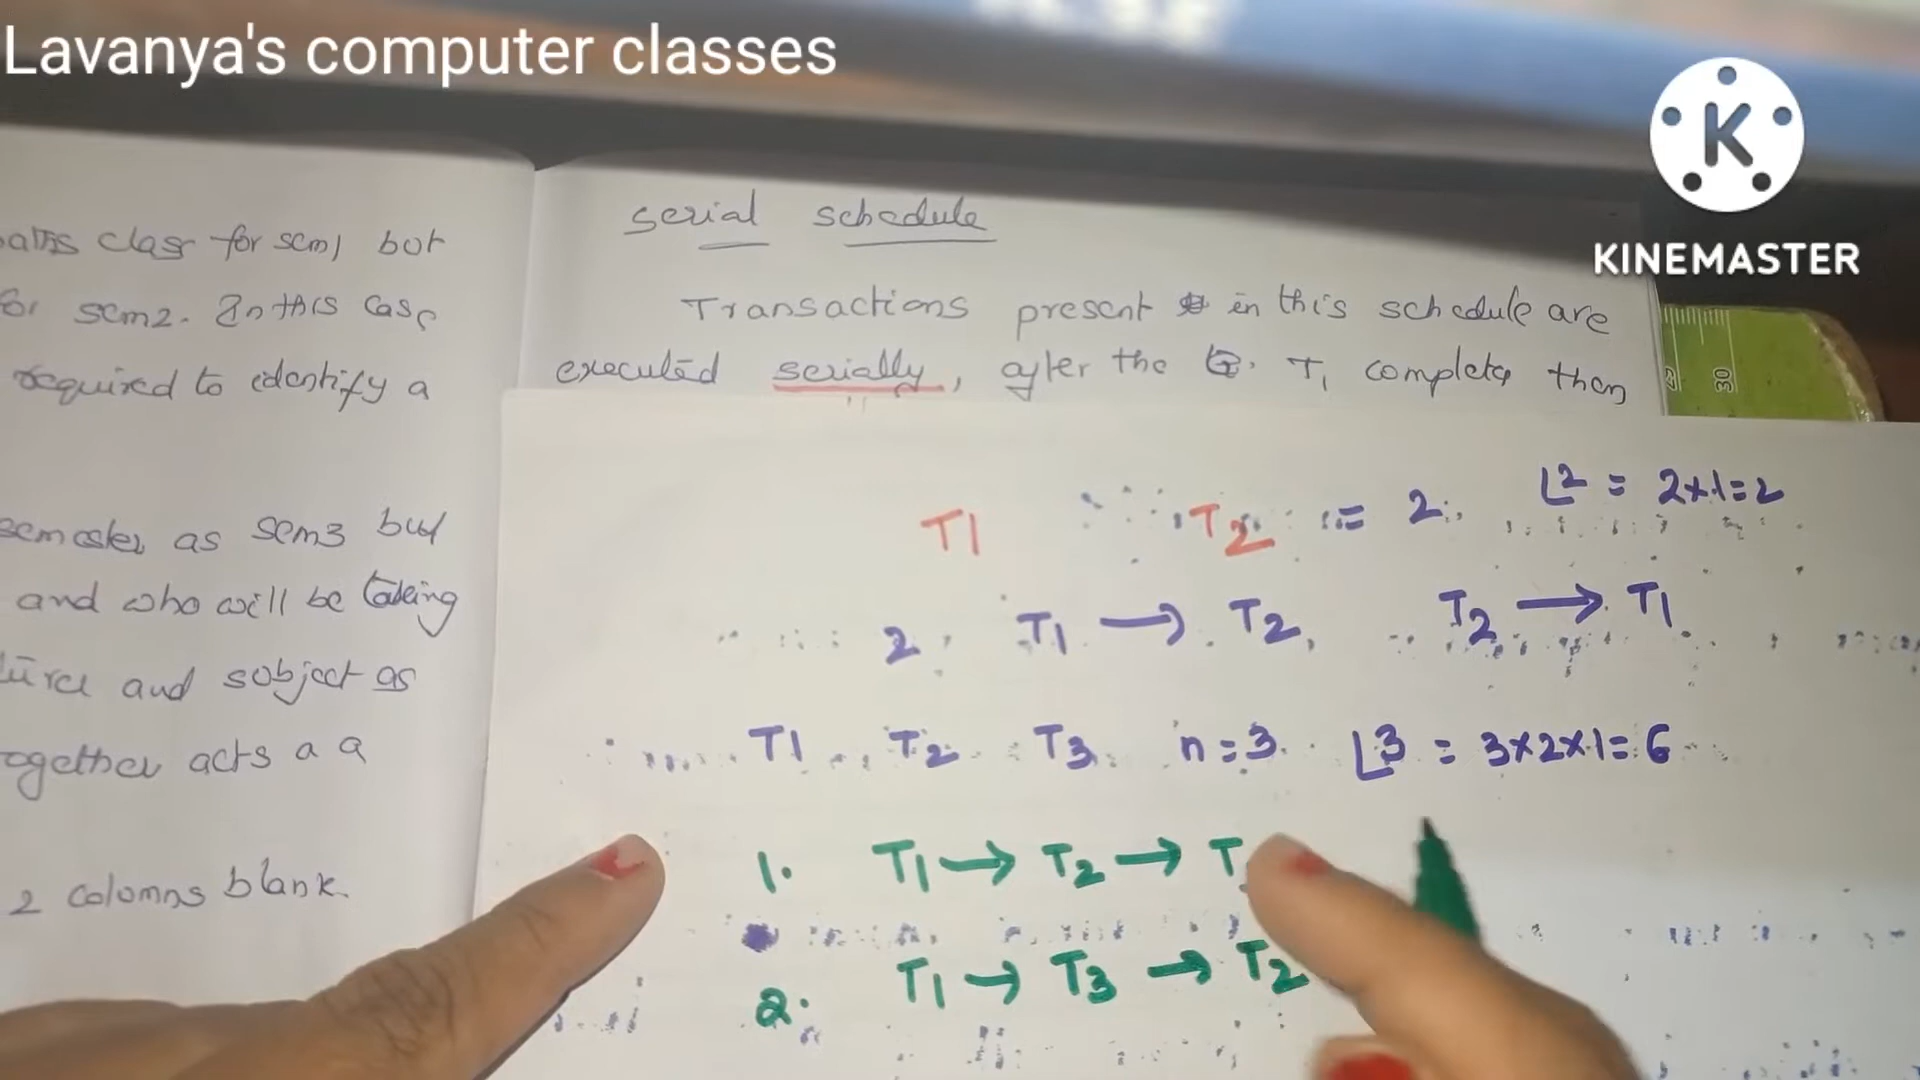 Lavanya's computer classes
KINEMASTER
class for sem1 but
sem2. In this case
required to identify a
semester as sem3 but
and who will be taking
and subject as
together acts a a
2 columns blank.
serial schedule
Transactions present in this schedule are
executed serially, after the T1 complete then
T1 T2 = 2 L2 = 2×1=2
2 T1 → T2, T2 → T1
T1 T2 T3 n=3 L3 = 3×2×1=6
1. T1 → T2 → T
2. T1 → T3 → T2